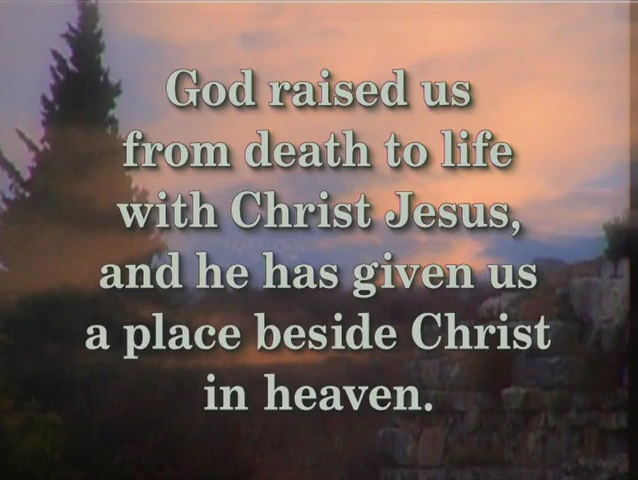 God raised us
from death to life
with Christ Jesus,
and he has given us
a place beside Christ
in heaven.